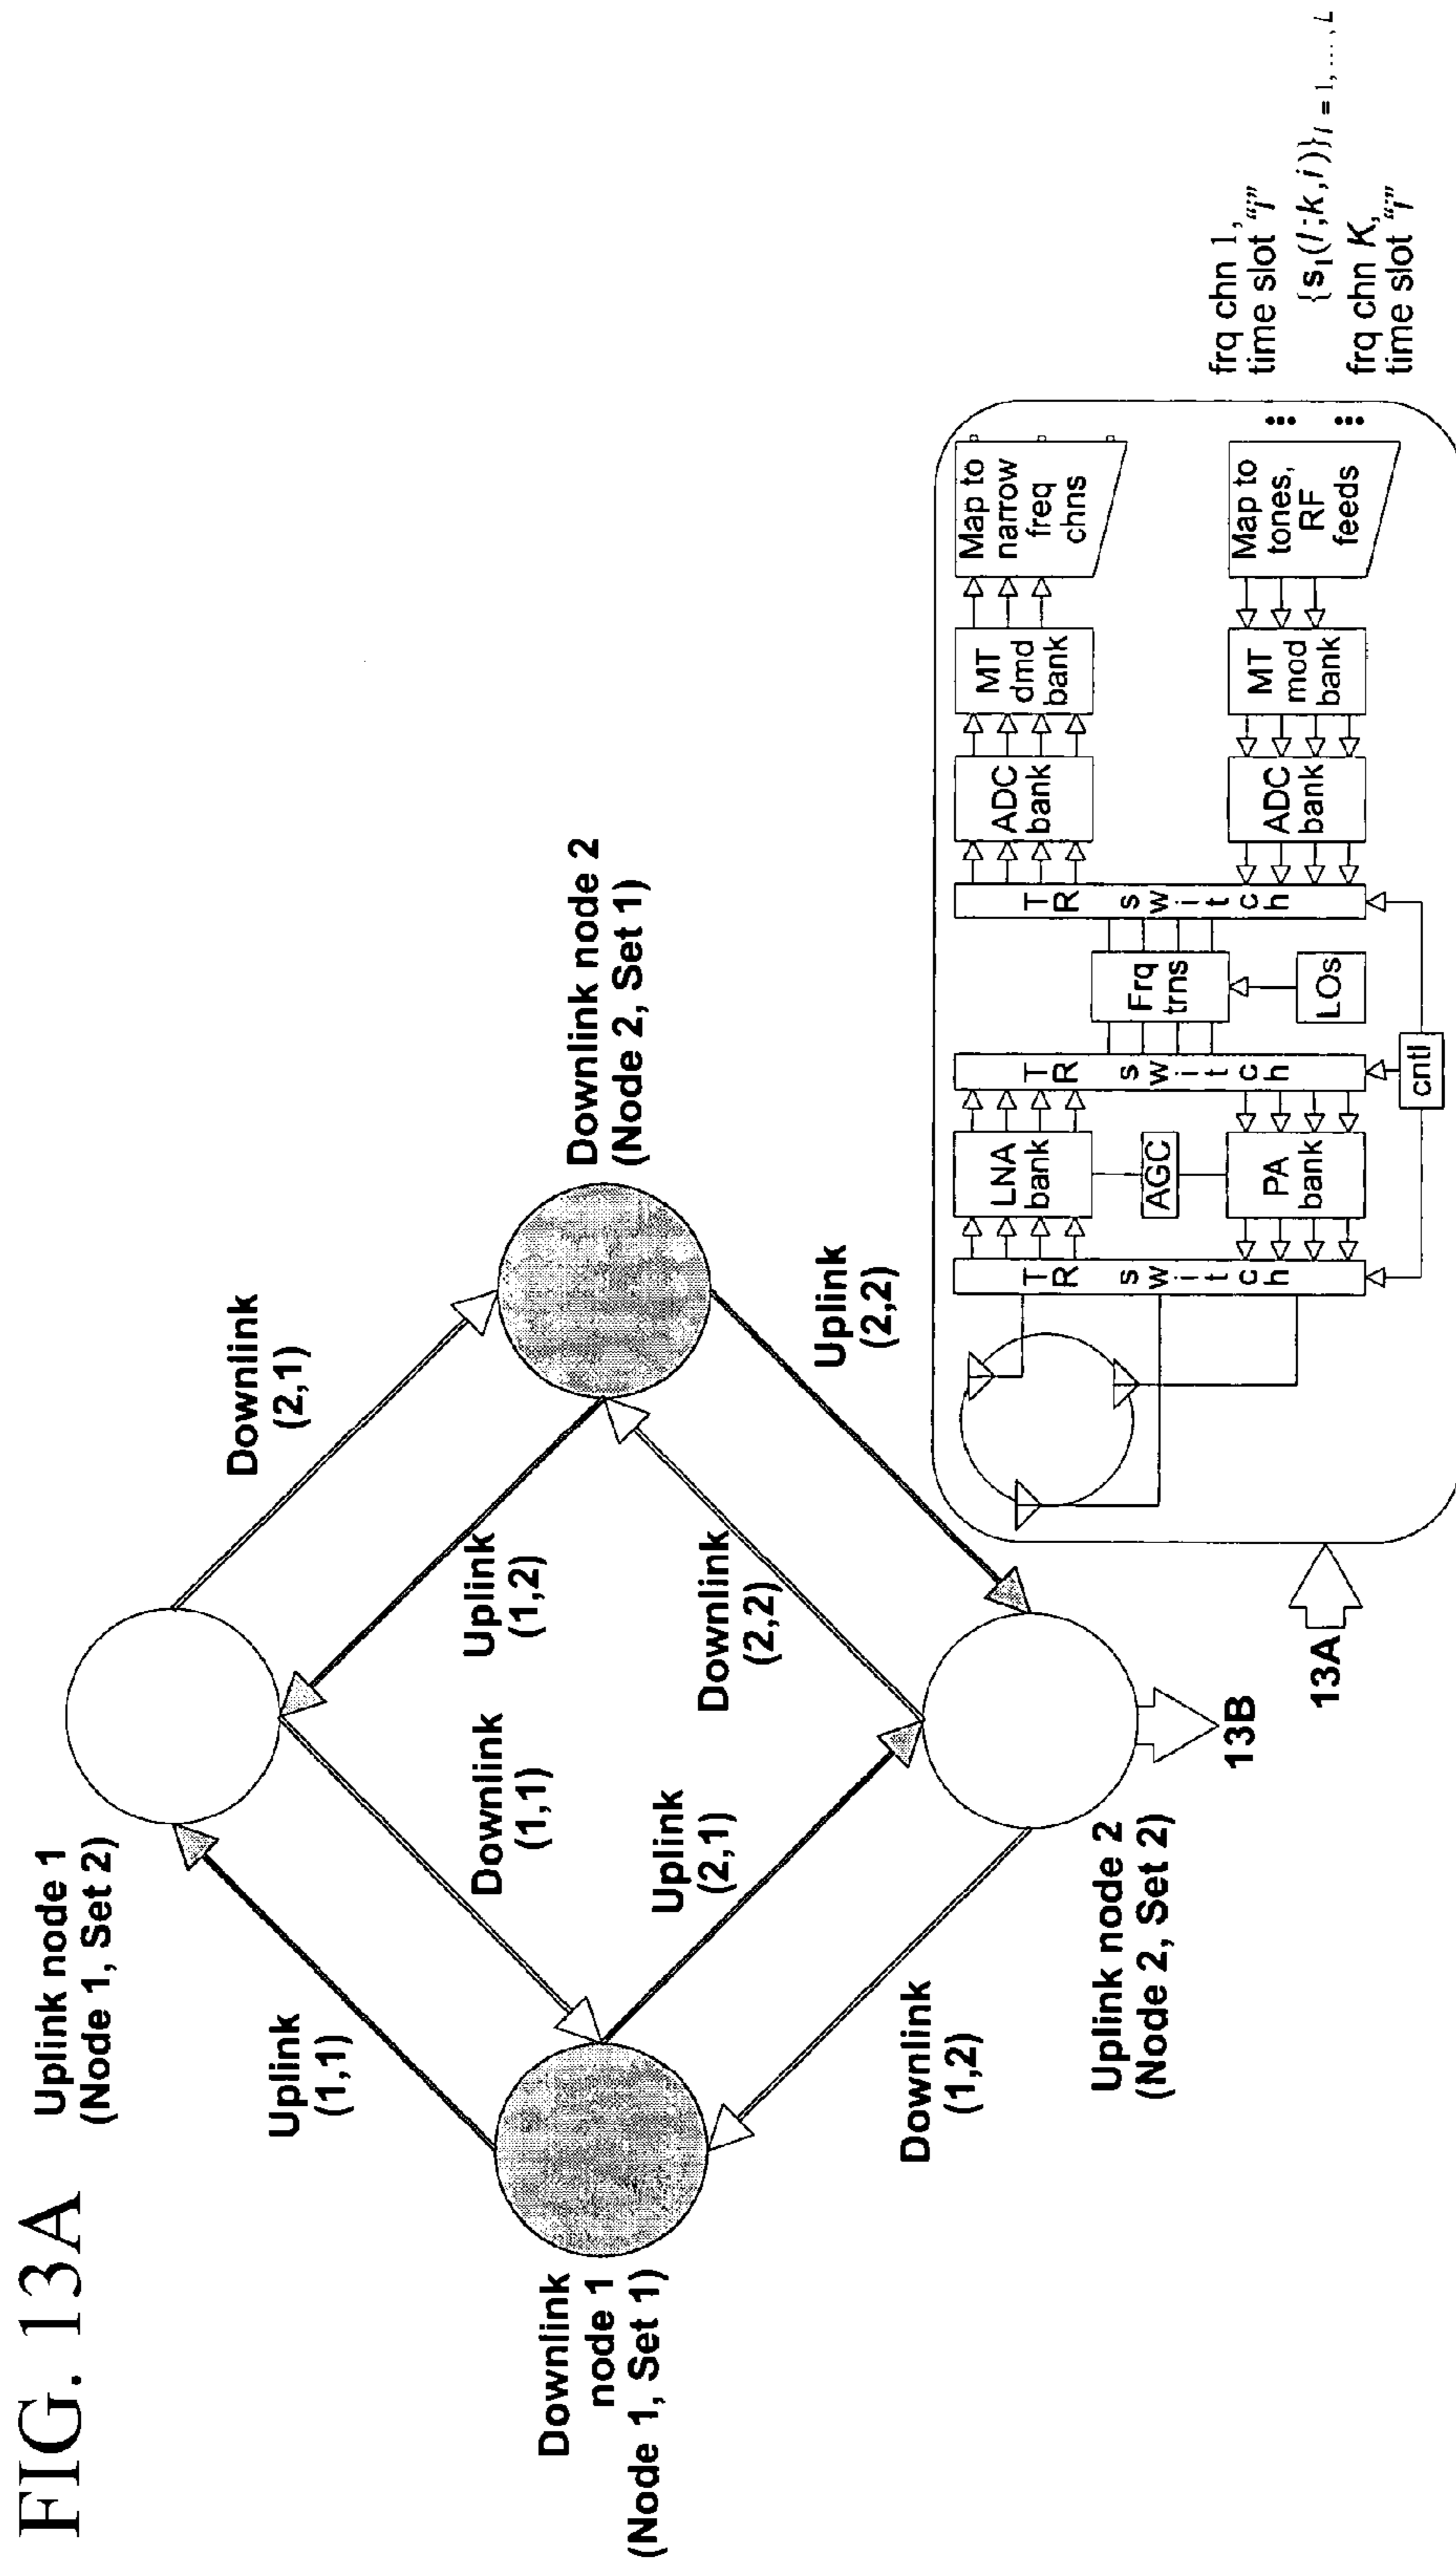 FIG. 13A
Uplink node 1
(Node 1, Set 2)
Uplink
(1,1)
Downlink
(2,1)
Downlink
node 1
(Node 1, Set 1)
Downlink
(1,1)
Uplink
(1,2)
Downlink node 2
(Node 2, Set 1)
Uplink
(2,1)
Downlink
(2,2)
Downlink
(1,2)
Uplink
(2,2)
Uplink node 2
(Node 2, Set 2)
13B
13A
TR switch
LNA
bank
AGC
PA
bank
TR switch
Frq
trns
LOs
cntl
TR switch
ADC
bank
MT
dmd
bank
Map to
narrow
freq
chns
ADC
bank
MT
mod
bank
Map to
tones,
RF
feeds
frq chn 1,
time slot "i"
{s₁(l;k,i)}l = 1, ... , L
frq chn K,
time slot "i"